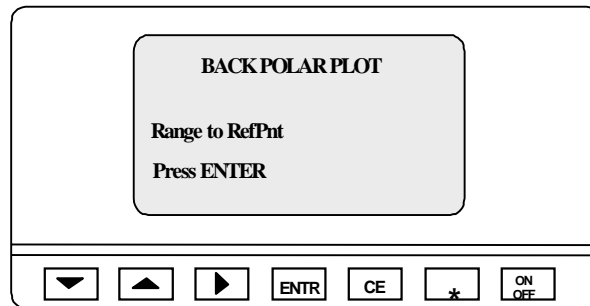 BACK POLAR PLOT
Range to RefPnt
Press ENTER
ENTR CE * ON
OFF